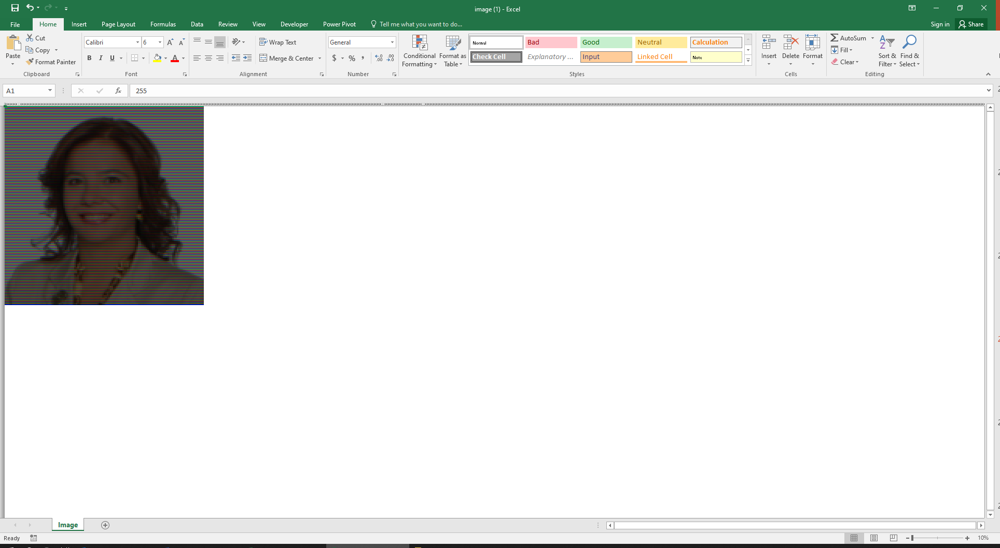 image (1) - Excel
File Home Insert Page Layout Formulas Data Review View Developer Power Pivot Tell me what you want to do... Sign in Share
Cut
Copy
Format Painter
Paste
Clipboard
Calibri 6
B I U
Font
Wrap Text
Merge & Center
Alignment
General
$ % ,
Number
Conditional Formatting
Format as Table
Normal Bad Good Neutral Calculation
Check Cell Explanatory ... Input Linked Cell Note
Styles
Insert Delete Format
Cells
AutoSum
Fill
Clear
Sort & Filter
Find & Select
Editing
A1 fx 255
Image
Ready 10%